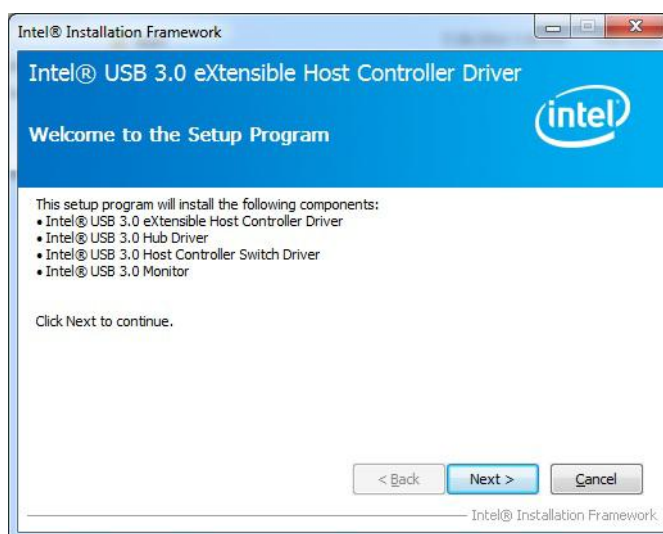 Intel® Installation Framework
Intel® USB 3.0 eXtensible Host Controller Driver
intel
Welcome to the Setup Program
This setup program will install the following components:
• Intel® USB 3.0 eXtensible Host Controller Driver
• Intel® USB 3.0 Hub Driver
• Intel® USB 3.0 Host Controller Switch Driver
• Intel® USB 3.0 Monitor
Click Next to continue.
< Back Next > Cancel
Intel® Installation Framework